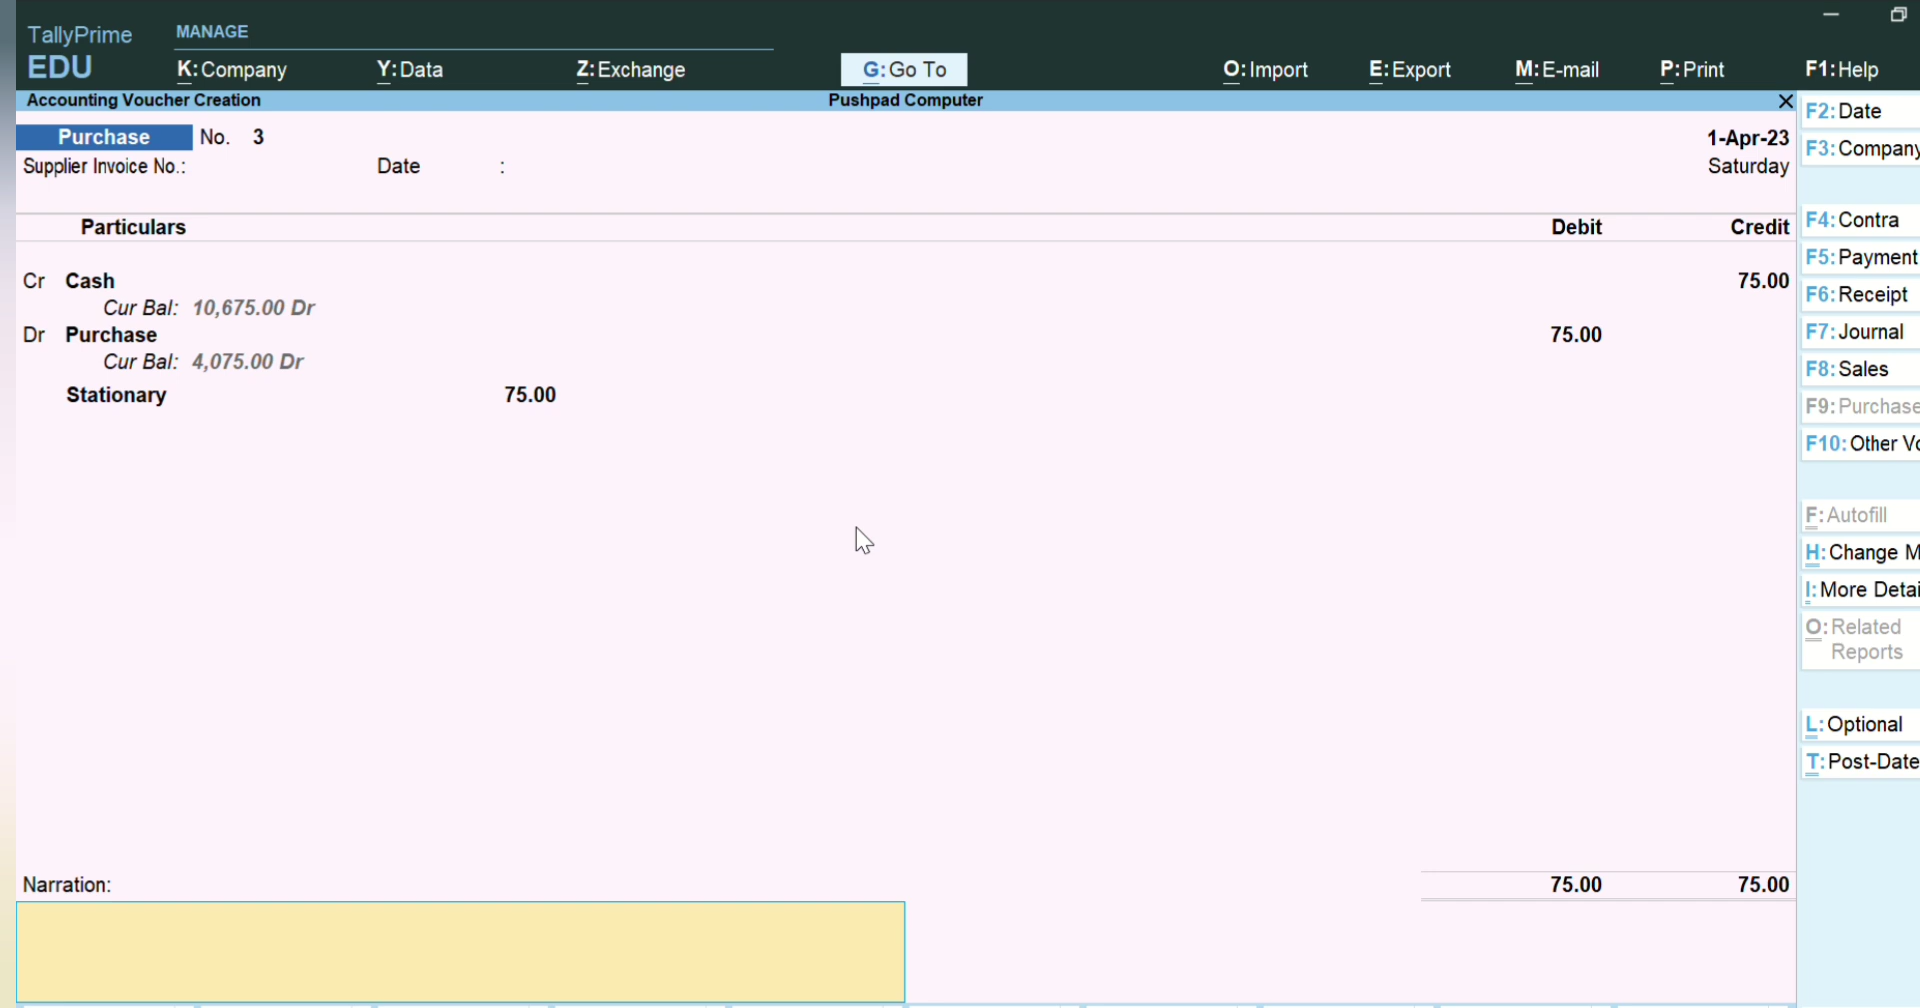 TallyPrime MANAGE
EDU K:Company Y:Data Z:Exchange G:Go To O:Import E:Export M:E-mail P:Print F1:Help
Accounting Voucher Creation Pushpad Computer
Purchase No. 3 1-Apr-23
Supplier Invoice No.: Date : Saturday
Particulars Debit Credit
Cr Cash 75.00
Cur Bal: 10,675.00 Dr
Dr Purchase 75.00
Cur Bal: 4,075.00 Dr
Stationary 75.00
Narration: 75.00 75.00
F2:Date
F3:Company
F4:Contra
F5:Payment
F6:Receipt
F7:Journal
F8:Sales
F9:Purchase
F10:Other Vo
F:Autofill
H:Change M
I:More Detai
O:Related
Reports
L:Optional
T:Post-Date